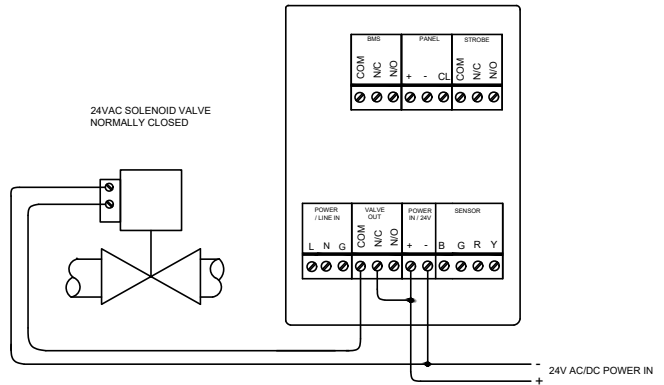 BMS PANEL STROBE
COM N/C N/O + - CL COM N/C N/O
24VAC SOLENOID VALVE
NORMALLY CLOSED
POWER / LINE IN
VALVE OUT
POWER IN / 24V
SENSOR
L N G COM N/C N/O + - B G R Y
-
24V AC/DC POWER IN
+